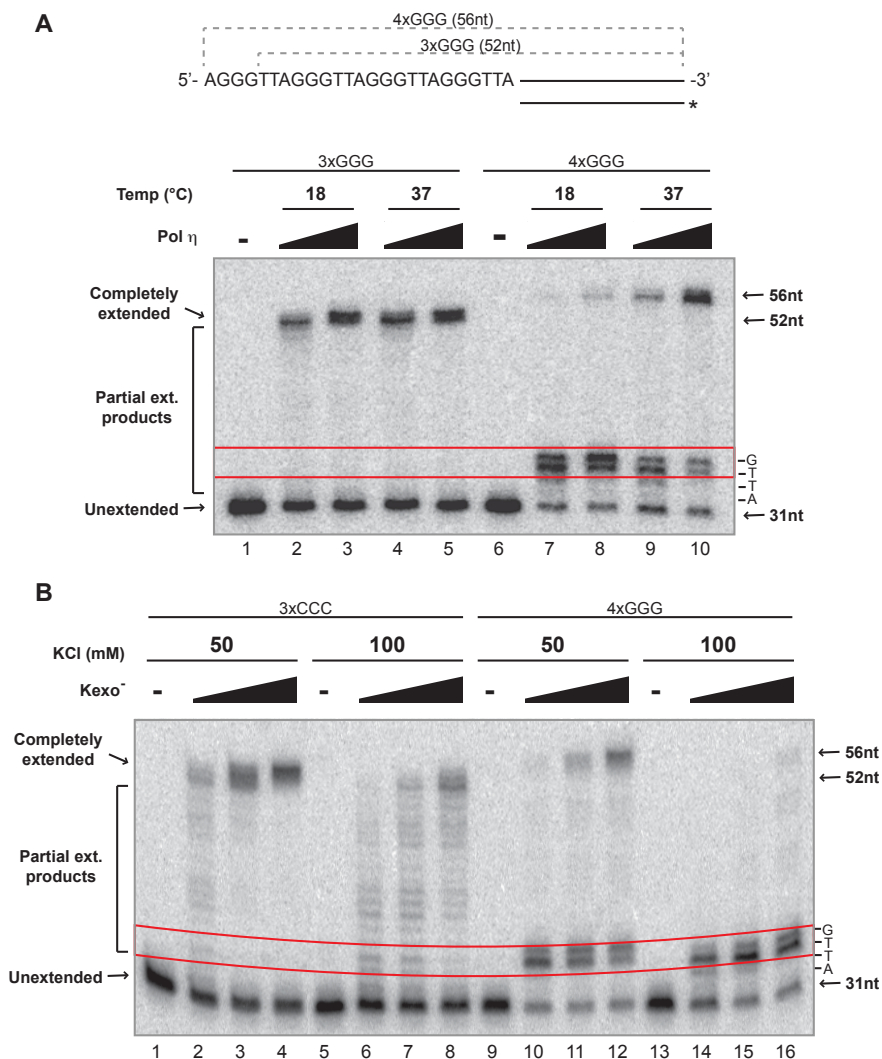 A
4xGGG (56nt)
3xGGG (52nt)
5'- AGGGTTAGGGTTAGGGTTAGGGTTA -3'
*
3xGGG 4xGGG
Temp (°C) 18 37 18 37
Pol η - -
Completely extended
56nt
52nt
Partial ext. products
G
T
T
A
Unextended
31nt
1 2 3 4 5 6 7 8 9 10
B
3xCCC 4xGGG
KCl (mM) 50 100 50 100
Kexo⁻ - - - -
Completely extended
56nt
52nt
Partial ext. products
G
T
T
A
Unextended
31nt
1 2 3 4 5 6 7 8 9 10 11 12 13 14 15 16